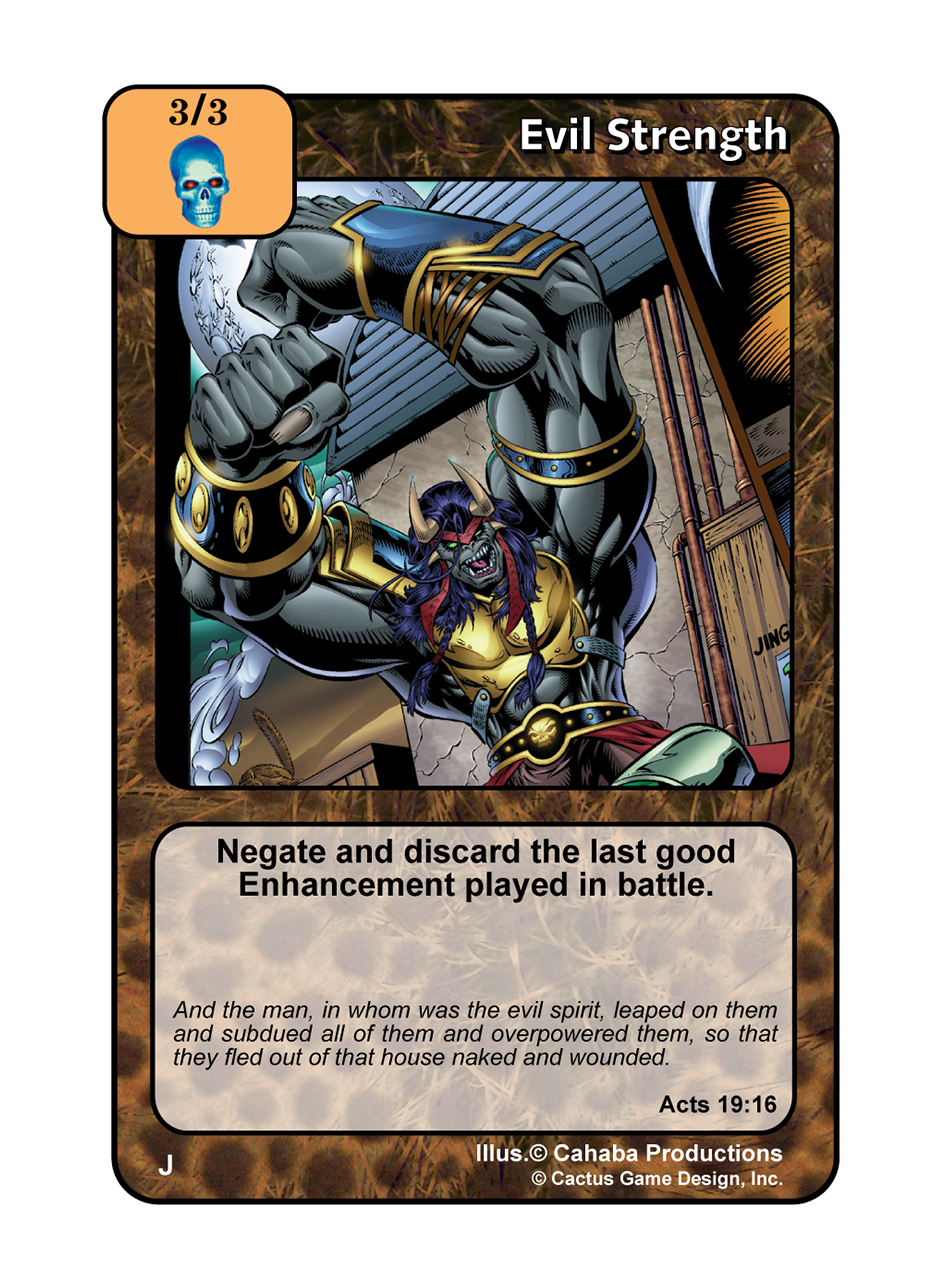 3/3
Evil Strength
JING
Negate and discard the last good
Enhancement played in battle.
And the man, in whom was the evil spirit, leaped on them
and subdued all of them and overpowered them, so that
they fled out of that house naked and wounded.
Acts 19:16
J
Illus.© Cahaba Productions
© Cactus Game Design, Inc.